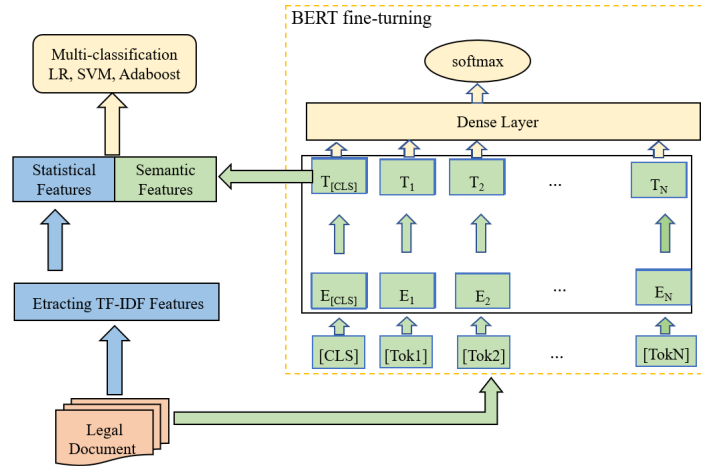 BERT fine-turning
Multi-classification
LR, SVM, Adaboost
softmax
Dense Layer
Statistical
Features
Semantic
Features
T[CLS] T1 T2 ... TN
Etracting TF-IDF Features
E[CLS] E1 E2 ... EN
[CLS] [Tok1] [Tok2] ... [TokN]
Legal
Document